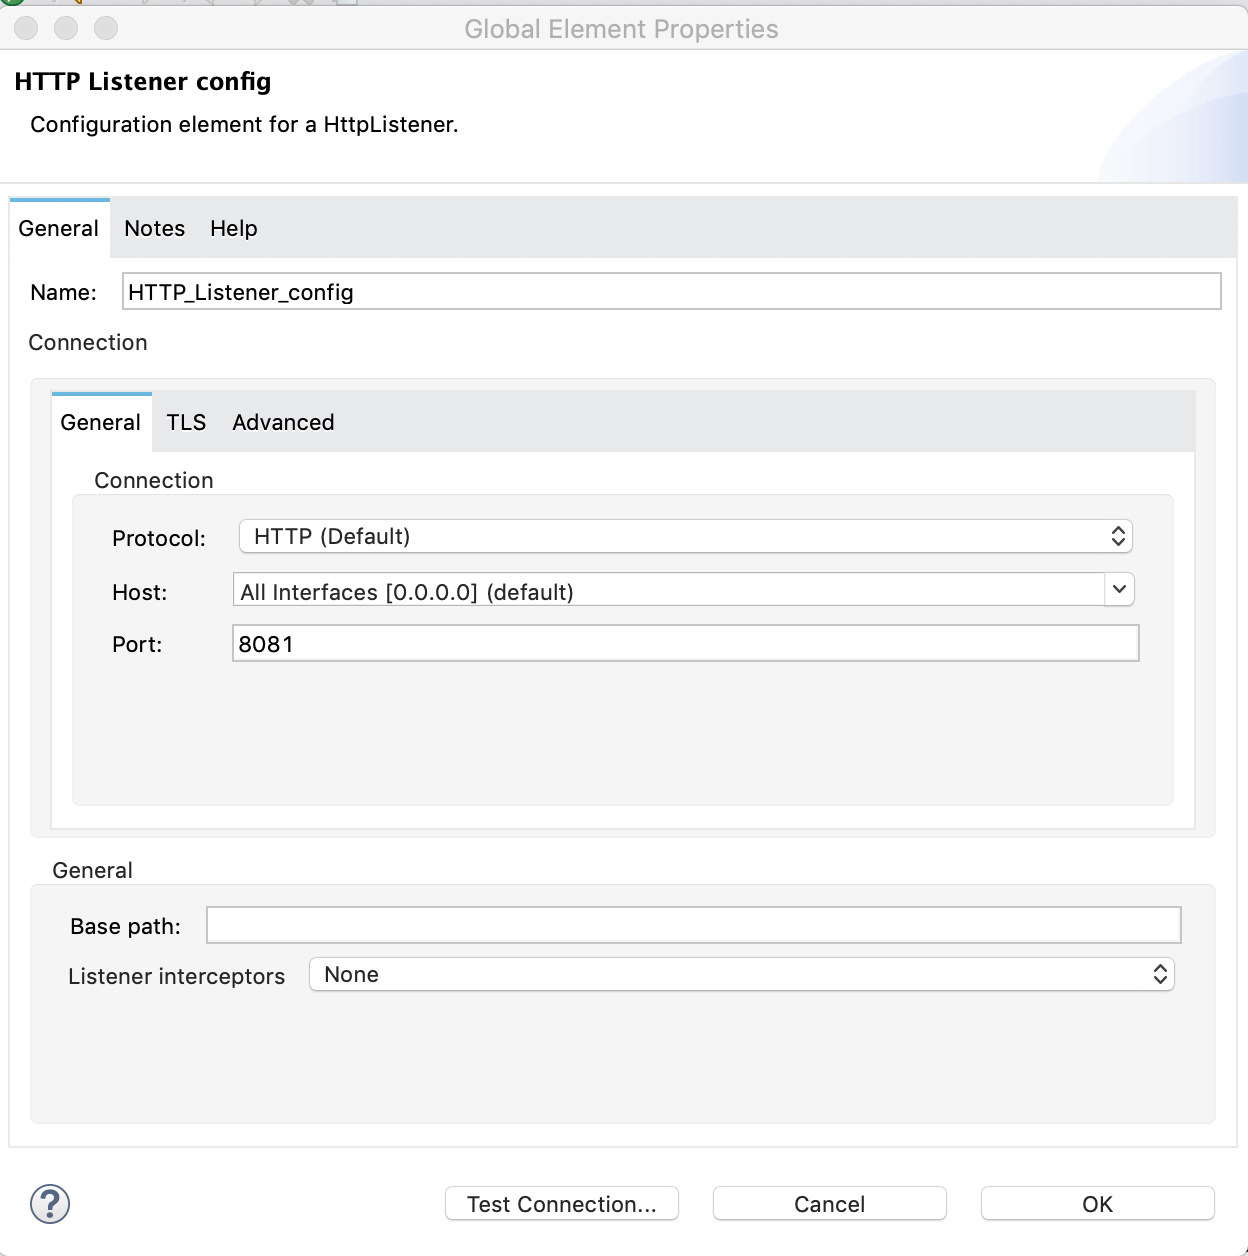 Global Element Properties
HTTP Listener config
Configuration element for a HttpListener.
General Notes Help
Name: HTTP_Listener_config
Connection
General TLS Advanced
Connection
Protocol: HTTP (Default)
Host: All Interfaces [0.0.0.0] (default)
Port: 8081
General
Base path:
Listener interceptors None
? Test Connection... Cancel OK